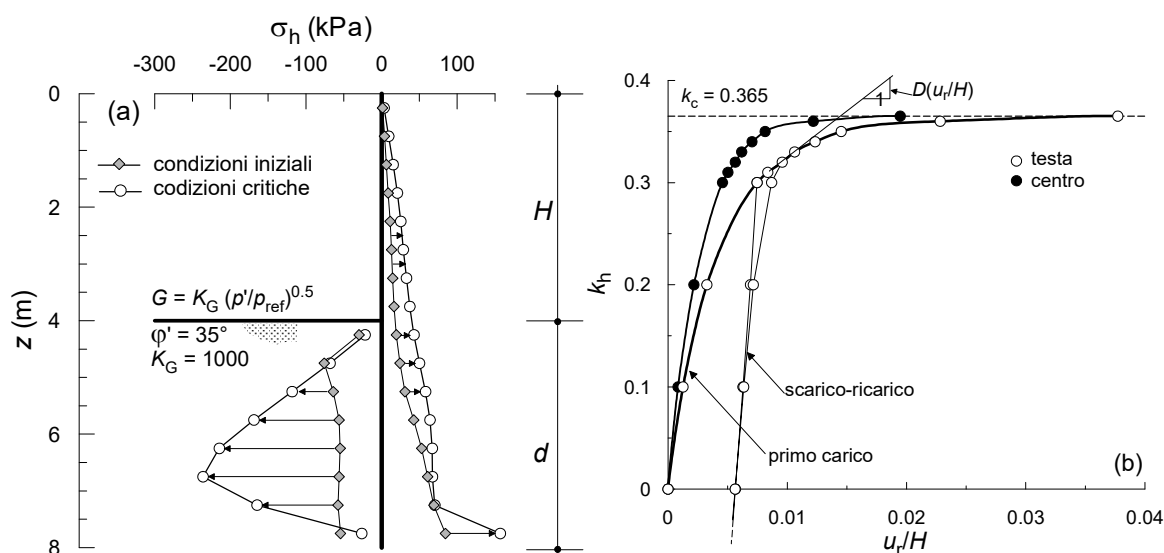 σh (kPa)
-300 -200 -100 0 100
0
2
4
6
8
z (m)
(a)
condizioni iniziali
codizioni critiche
H
G = KG (p'/pref)0.5
φ' = 35°
KG = 1000
d
0.4
0.3
0.2
0.1
0
kh
kc = 0.365
1
D(ur/H)
testa
centro
scarico-ricarico
primo carico
(b)
0 0.01 0.02 0.03 0.04
ur/H